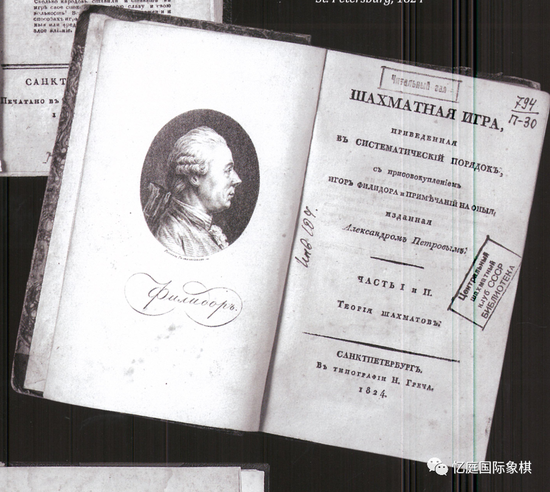 St Petersburg, 1824
САНКТ
ПЕЧАТАНО ВЪ
Филидоръ.
Читальный зал
794
П-30
ШАХМАТНАЯ ИГРА,
ПРИВЕДЕННАЯ
ВЪ СИСТЕМАТИЧЕСКІЙ ПОРЯДОКЪ,
съ присовокупленіемъ
ИГОРЪ ФИЛИДОРА и ПРИМѢЧАНІЙ НА ОНЫЯ,
изданная
Александромъ Петровымъ.
ЧАСТЬ I и II.
Теорія шахматовъ.
Центральный
шахматный
клуб СССР
БИБЛИОТЕКА
САНКТПЕТЕРБУРГЪ.
Въ типографіи Н. Греча.
1824.
亿庭国际象棋